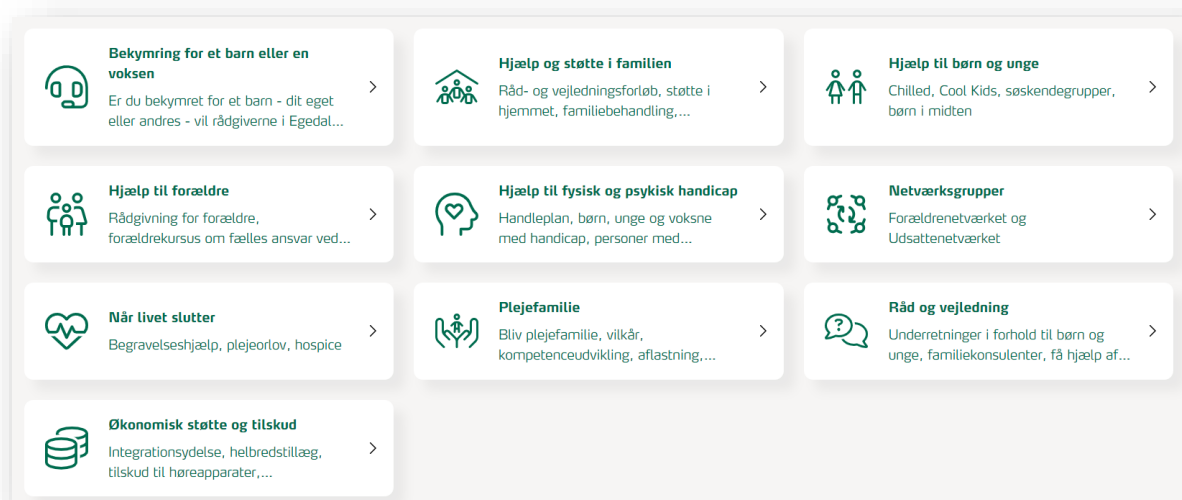 Bekymring for et barn eller en
voksen
Er du bekymret for et barn - dit eget
eller andres - vil rådgiverne i Egedal...
Hjælp og støtte i familien
Råd- og vejledningsforløb, støtte i
hjemmet, familiebehandling,...
Hjælp til børn og unge
Chilled, Cool Kids, søskendegrupper,
børn i midten
Hjælp til forældre
Rådgivning for forældre,
forældrekursus om fælles ansvar ved...
Hjælp til fysisk og psykisk handicap
Handleplan, børn, unge og voksne
med handicap, personer med...
Netværksgrupper
Forældrenetværket og
Udsattenetværket
Når livet slutter
Begravelseshjælp, plejeorlov, hospice
Plejefamilie
Bliv plejefamilie, vilkår,
kompetenceudvikling, aflastning,...
Råd og vejledning
Underretninger i forhold til børn og
unge, familiekonsulenter, få hjælp af...
Økonomisk støtte og tilskud
Integrationsydelse, helbredstillæg,
tilskud til høreapparater,...